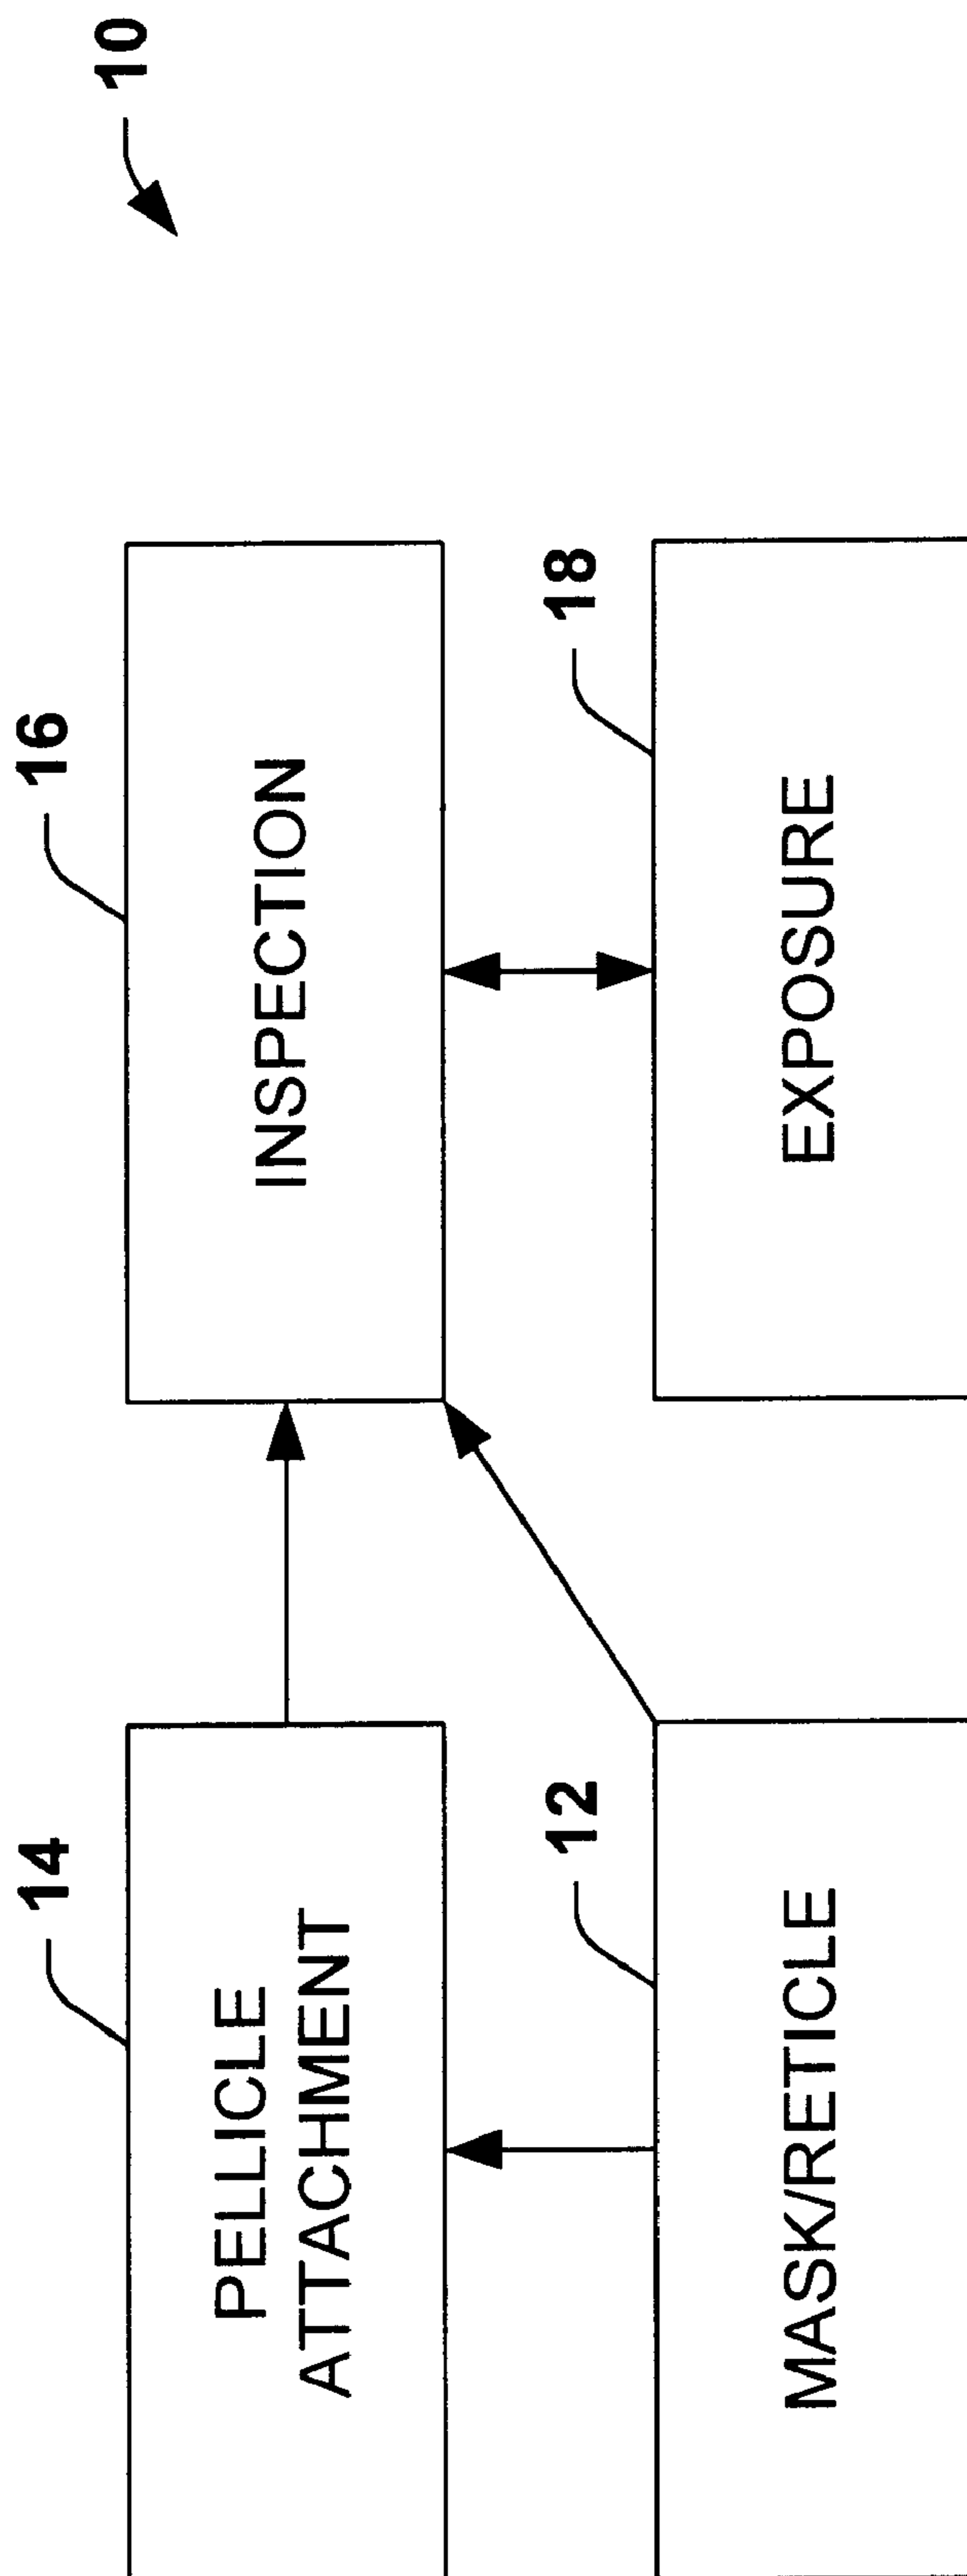 10
14
PELLICLE
ATTACHMENT
16
INSPECTION
12
MASK/RETICLE
18
EXPOSURE